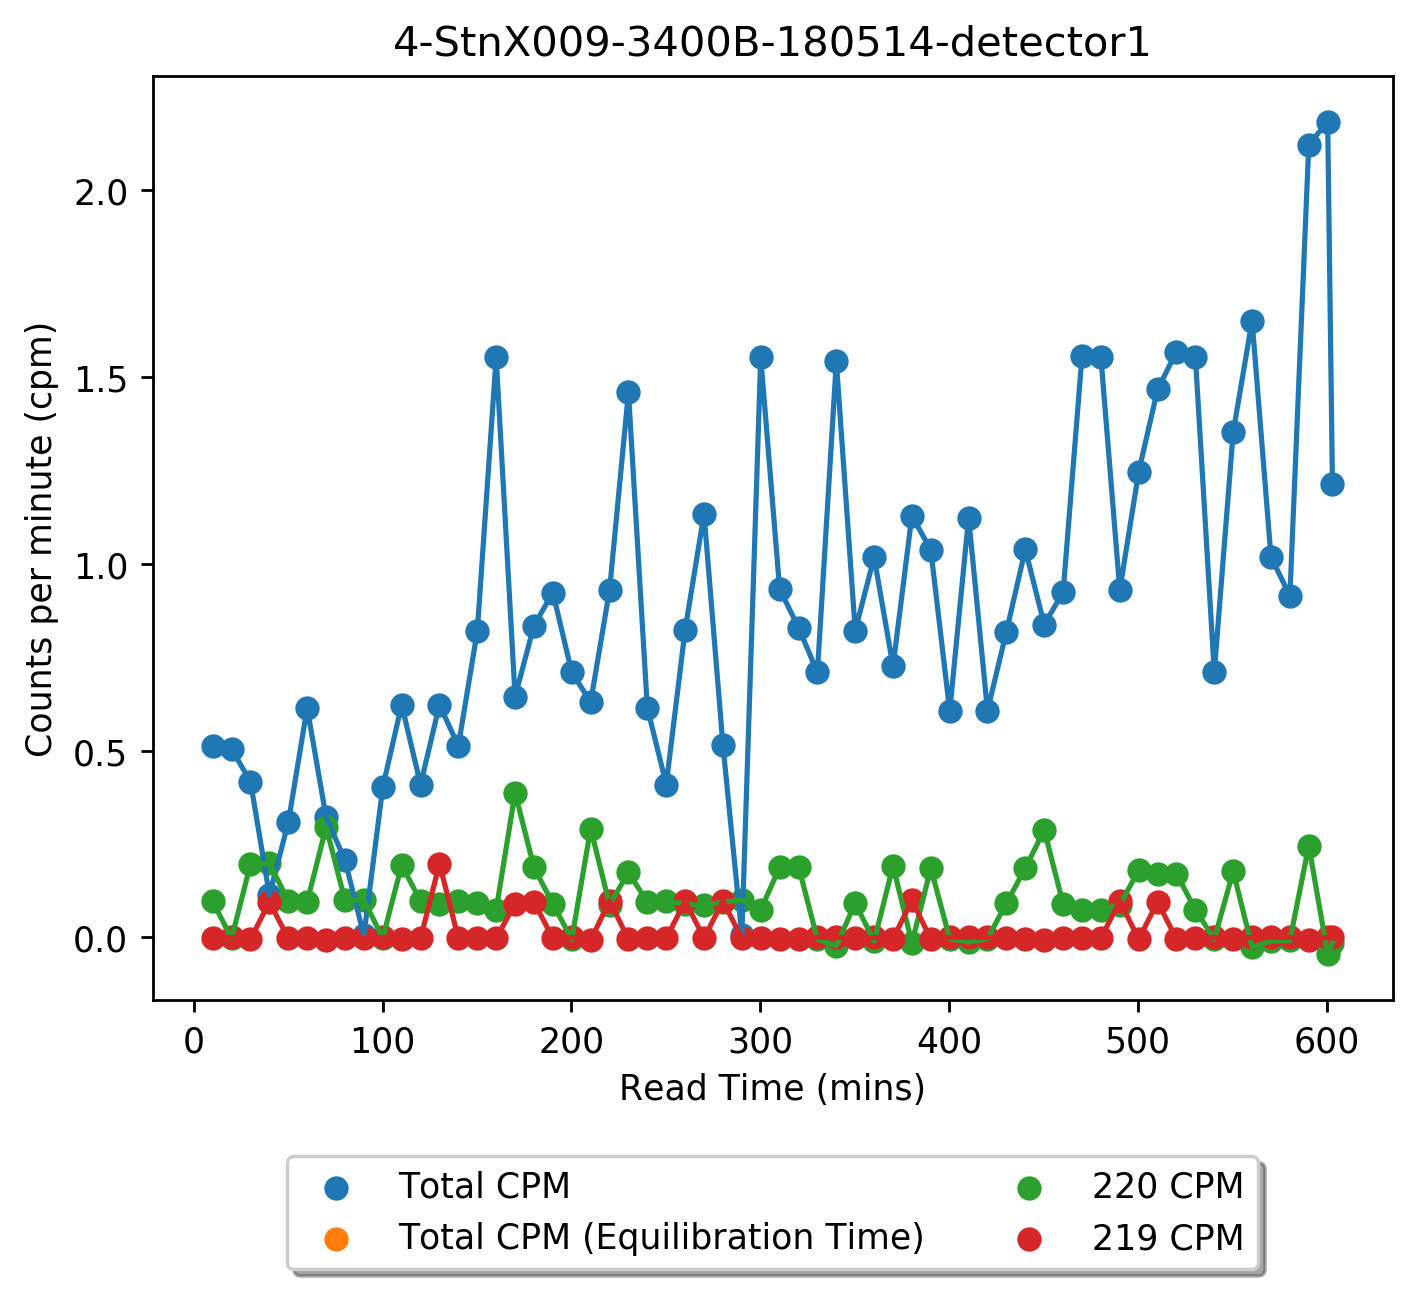 4-StnX009-3400B-180514-detector1
Counts per minute (cpm)
2.0
1.5
1.0
0.5
0.0
0 100 200 300 400 500 600
Read Time (mins)
Total CPM
Total CPM (Equilibration Time)
220 CPM
219 CPM